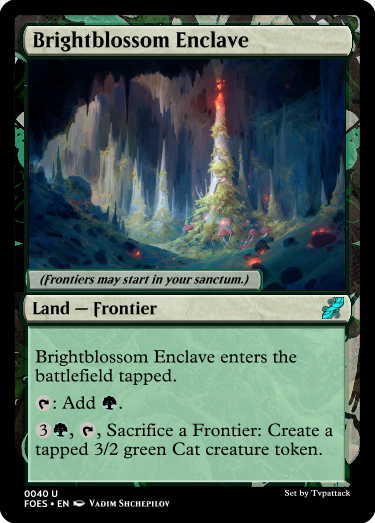 Brightblossom Enclave
(Frontiers may start in your sanctum.)
Land — Frontier
Brightblossom Enclave enters the
battlefield tapped.
: Add .
3 , , Sacrifice a Frontier: Create a
tapped 3/2 green Cat creature token.
0040 U
Set by Tvpattack
FOES • EN Vadim Shchepilov